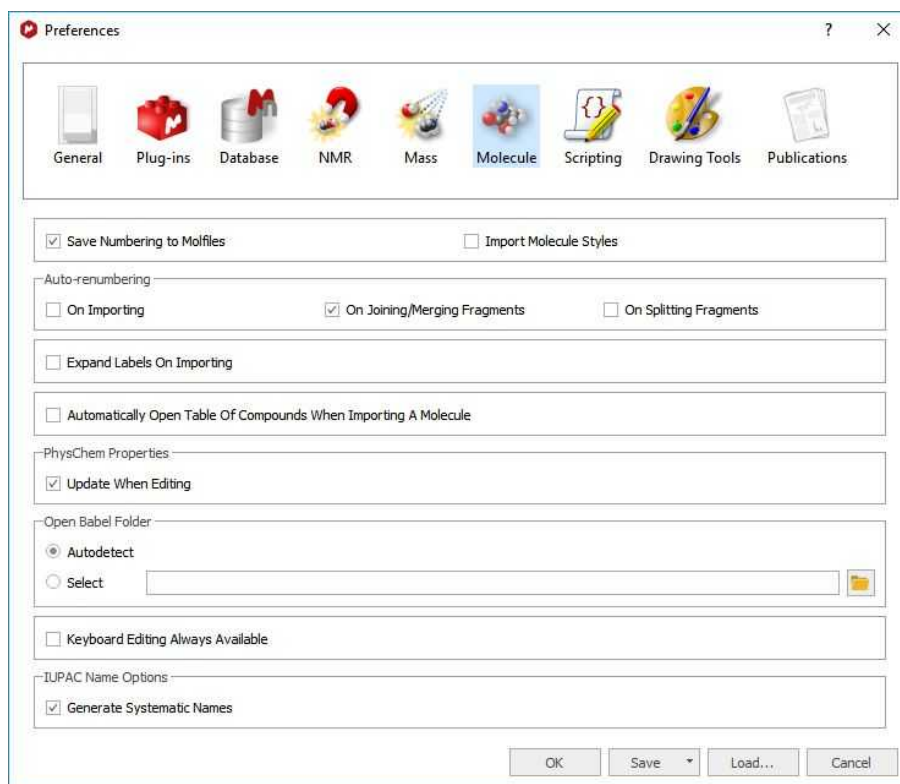 Preferences
General Plug-ins Database NMR Mass Molecule Scripting Drawing Tools Publications
Save Numbering to Molfiles Import Molecule Styles
Auto-renumbering
On Importing On Joining/Merging Fragments On Splitting Fragments
Expand Labels On Importing
Automatically Open Table Of Compounds When Importing A Molecule
PhysChem Properties
Update When Editing
Open Babel Folder
Autodetect
Select
Keyboard Editing Always Available
IUPAC Name Options
Generate Systematic Names
OK Save Load... Cancel